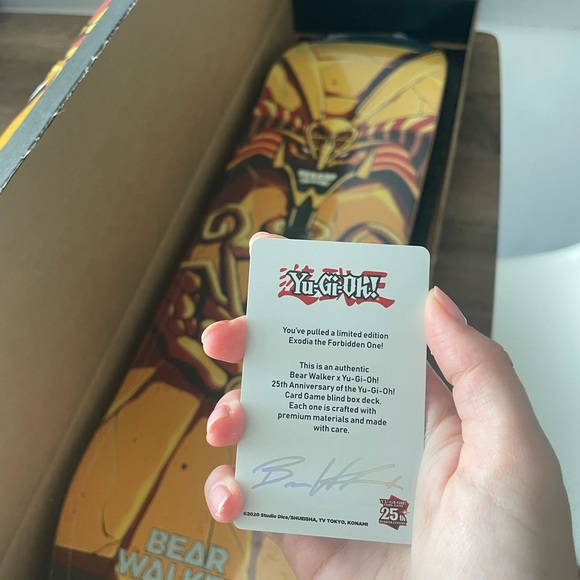 Yu-Gi-Oh!
You've pulled a limited edition
Exodia the Forbidden One!
This is an authentic
Bear Walker x Yu-Gi-Oh!
25th Anniversary of the Yu-Gi-Oh!
Card Game blind box deck.
Each one is crafted with
premium materials and made
with care.
25th
©2020 Studio Dice/SHUEISHA, TV TOKYO, KONAMI
BEAR